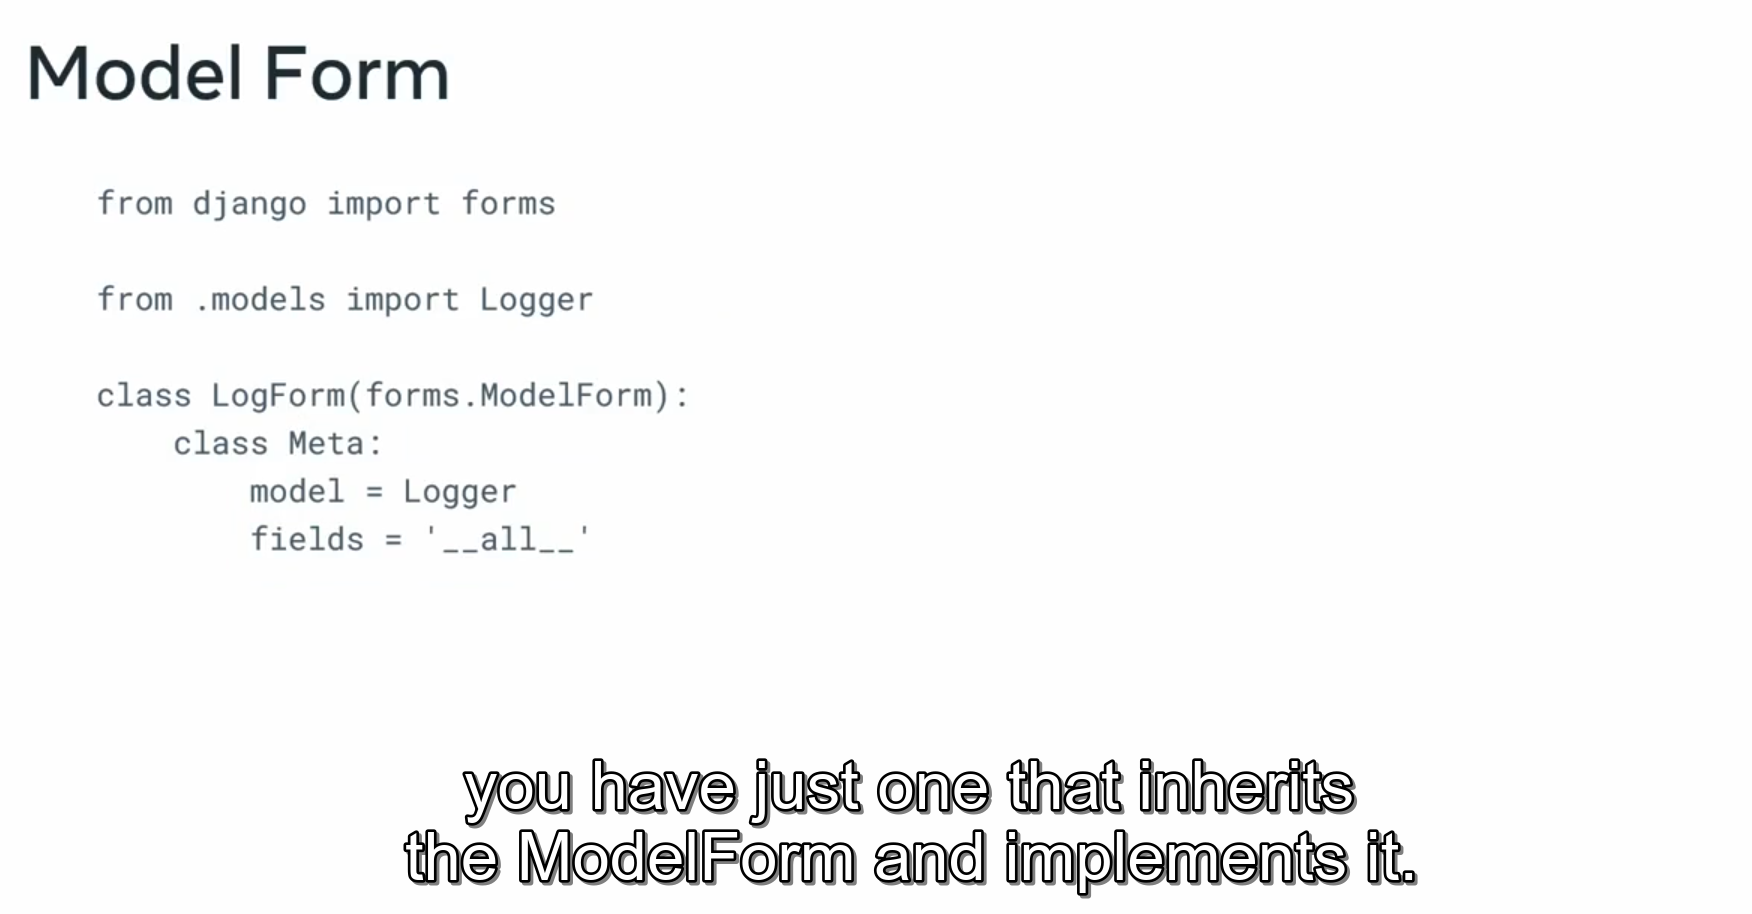 Model Form
from django import forms
from .models import Logger
class LogForm(forms.ModelForm):
    class Meta:
        model = Logger
        fields = '__all__'
you have just one that inherits
the ModelForm and implements it.